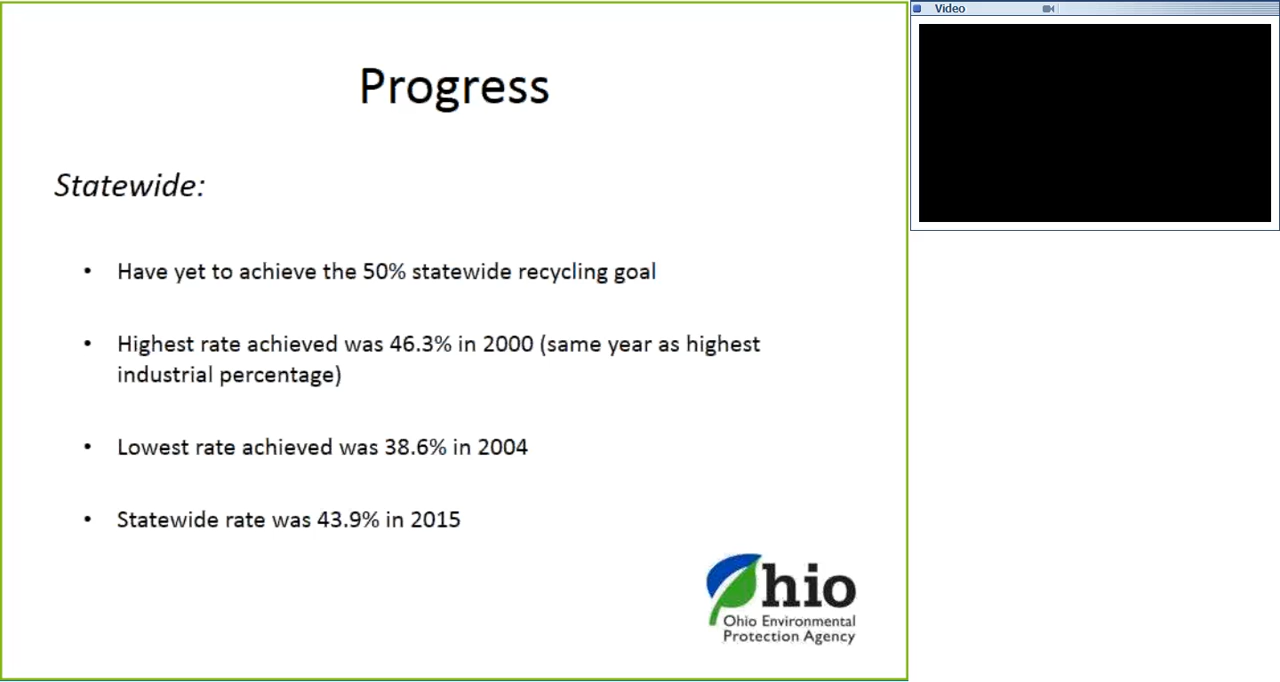 Video
Progress
Statewide:
• Have yet to achieve the 50% statewide recycling goal
• Highest rate achieved was 46.3% in 2000 (same year as highest
industrial percentage)
• Lowest rate achieved was 38.6% in 2004
• Statewide rate was 43.9% in 2015
Ohio
Ohio Environmental
Protection Agency